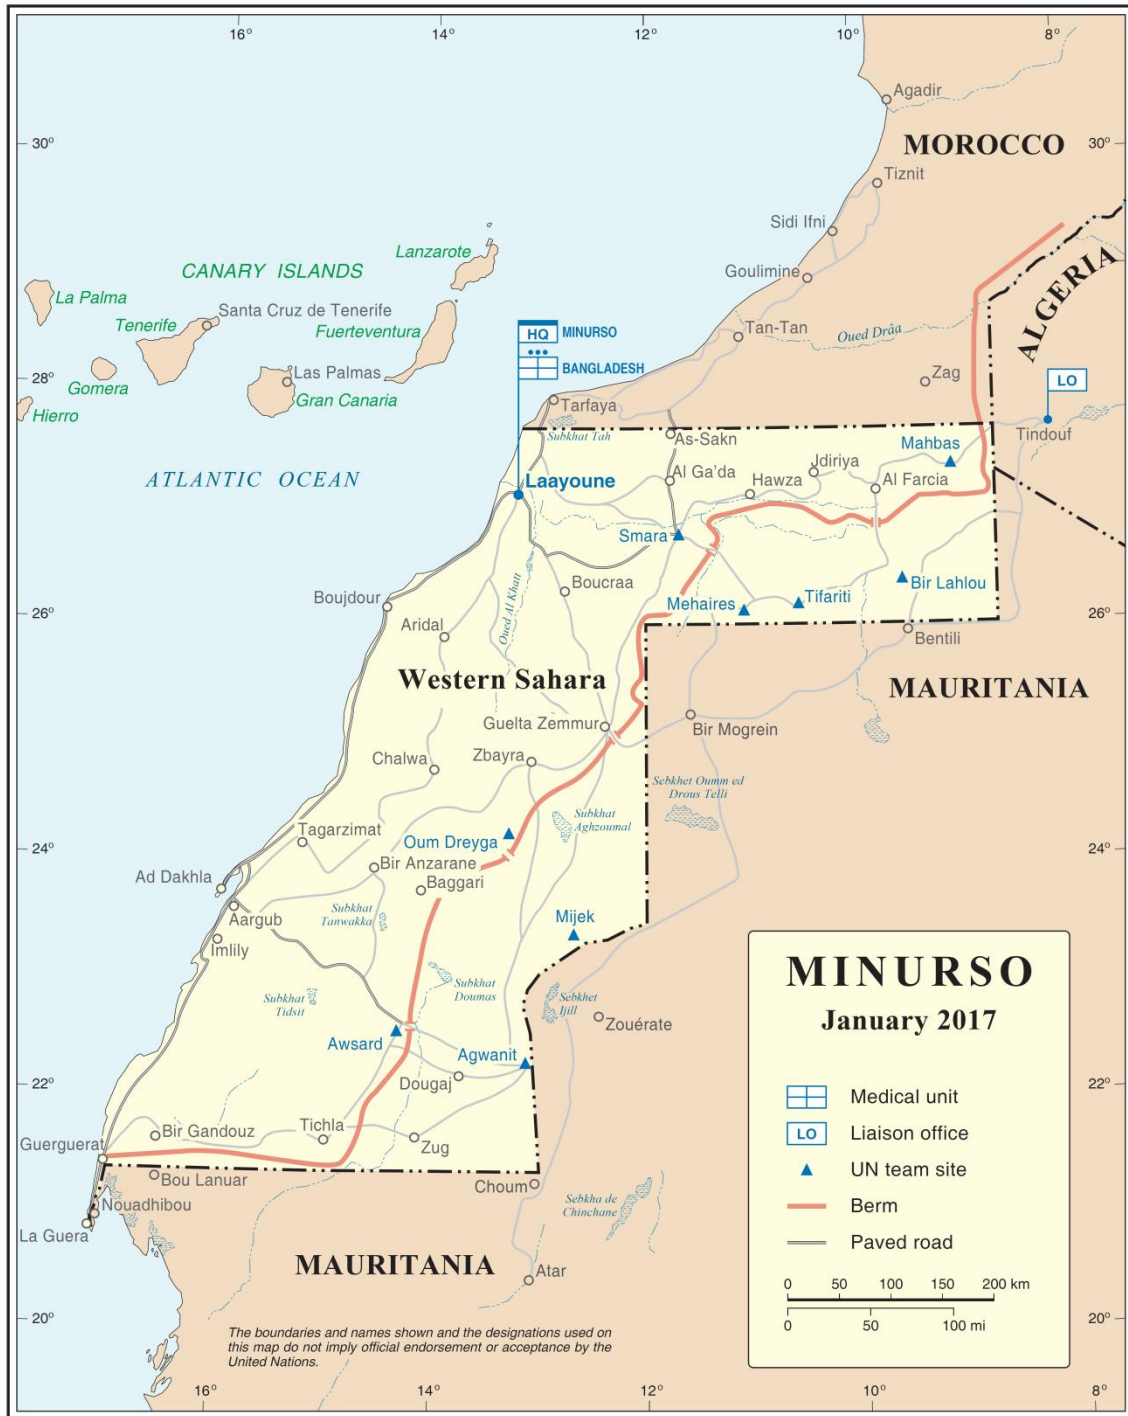 16°
14°
12°
10°
8°
Agadir
30°
MOROCCO
30°
Tiznit
Sidi Ifni
Lanzarote
CANARY ISLANDS
Goulimine
ALGERIA
La Palma
Santa Cruz de Tenerife
Tenerife
Fuerteventura
HQ
MINURSO
Tan-Tan
Oued Drâa
BANGLADESH
28°
Gomera
Las Palmas
Zag
LO
Hierro
Gran Canaria
Tarfaya
Tindouf
Subkhat Tah
As-Sakn
Mahbas
ATLANTIC OCEAN
Laayoune
Al Ga'da
Jdiriya
Hawza
Al Farcia
Smara
Oued Al Khatt
Boucraa
Bir Lahlou
Boujdour
Mehaires
Tifariti
26°
26°
Aridal
Bentili
Western Sahara
MAURITANIA
Guelta Zemmur
Bir Mogrein
Chalwa
Zbayra
Sebkhet Oumm ed
Drous Telli
Subkhat
Aghzoumal
Tagarzimat
Oum Dreyga
24°
24°
Bir Anzarane
Ad Dakhla
Baggari
Aargub
Subkhat
Tanwakka
Mijek
Imlily
Subkhat
Doumas
Subkhat
Tidsit
Sebkhet
Ijill
Zouérate
Awsard
Agwanit
22°
22°
Dougaj
Bir Gandouz
Tichla
Guerguerat
Zug
Bou Lanuar
Choum
Nouadhibou
Sebkha de
Chinchane
La Guera
MAURITANIA
Atar
20°
20°
The boundaries and names shown and the designations used on
this map do not imply official endorsement or acceptance by the
United Nations.
MINURSO
January 2017
Medical unit
LO
Liaison office
UN team site
Berm
Paved road
0 50 100 150 200 km
0 50 100 mi
16°
14°
12°
10°
8°